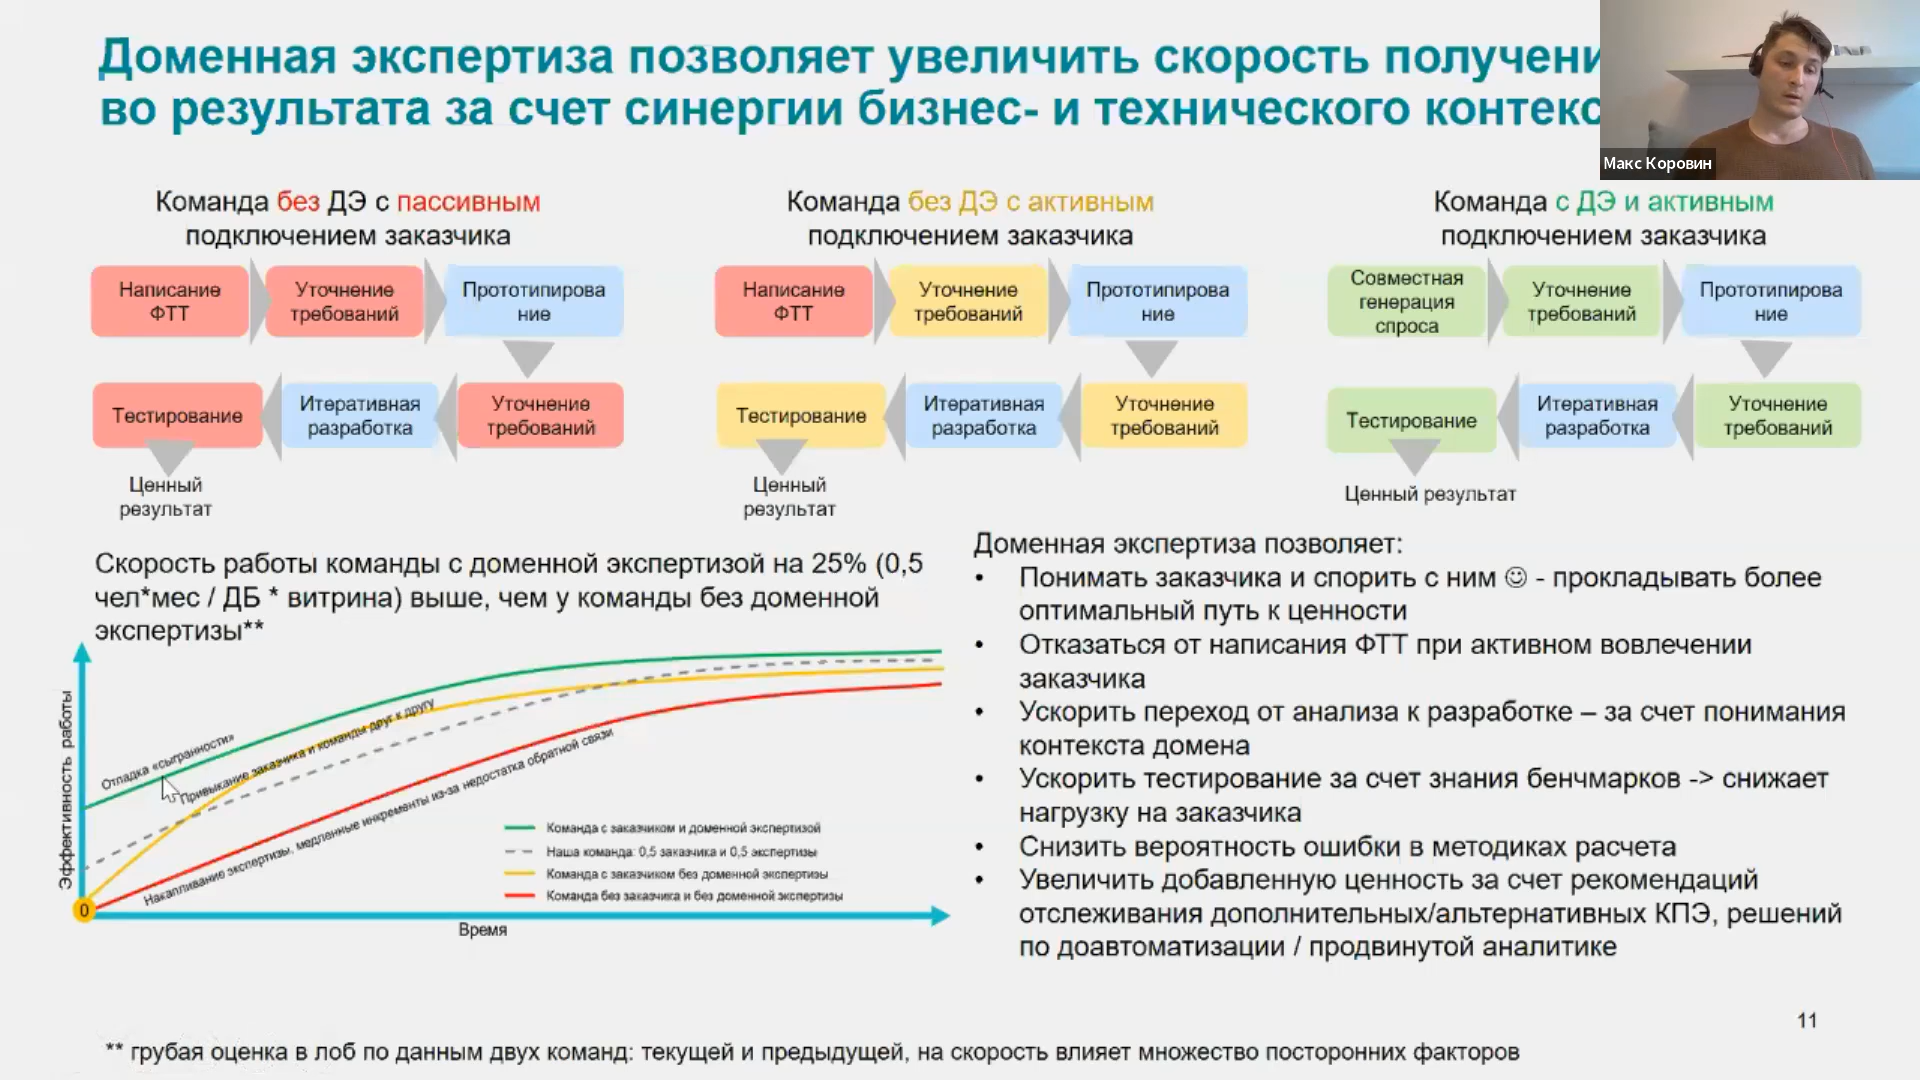 Доменная экспертиза позволяет увеличить скорость получени
во результата за счет синергии бизнес- и технического контекс
Макс Коровин
Команда без ДЭ с пассивным
подключением заказчика
Написание
ФТТ
Уточнение
требований
Прототипирова
ние
Тестирование
Итеративная
разработка
Уточнение
требований
Ценный
результат
Команда без ДЭ с активным
подключением заказчика
Написание
ФТТ
Уточнение
требований
Прототипирова
ние
Тестирование
Итеративная
разработка
Уточнение
требований
Ценный
результат
Команда с ДЭ и активным
подключением заказчика
Совместная
генерация
спроса
Уточнение
требований
Прототипирова
ние
Тестирование
Итеративная
разработка
Уточнение
требований
Ценный результат
Скорость работы команды с доменной экспертизой на 25% (0,5
чел*мес / ДБ * витрина) выше, чем у команды без доменной
экспертизы**
Эффективность работы
Отладка «сыгранности»
Привыкание заказчика и команды друг к другу
Накапливание экспертизы, медленные инкременты из-за недостатка обратной связи
Команда с заказчиком и доменной экспертизой
Наша команда: 0,5 заказчика и 0,5 экспертизы
Команда с заказчиком без доменной экспертизы
Команда без заказчика и без доменной экспертизы
0
Время
Доменная экспертиза позволяет:
• Понимать заказчика и спорить с ним ☺ - прокладывать более
оптимальный путь к ценности
• Отказаться от написания ФТТ при активном вовлечении
заказчика
• Ускорить переход от анализа к разработке – за счет понимания
контекста домена
• Ускорить тестирование за счет знания бенчмарков -> снижает
нагрузку на заказчика
• Снизить вероятность ошибки в методиках расчета
• Увеличить добавленную ценность за счет рекомендаций
отслеживания дополнительных/альтернативных КПЭ, решений
по доавтоматизации / продвинутой аналитике
11
** грубая оценка в лоб по данным двух команд: текущей и предыдущей, на скорость влияет множество посторонних факторов